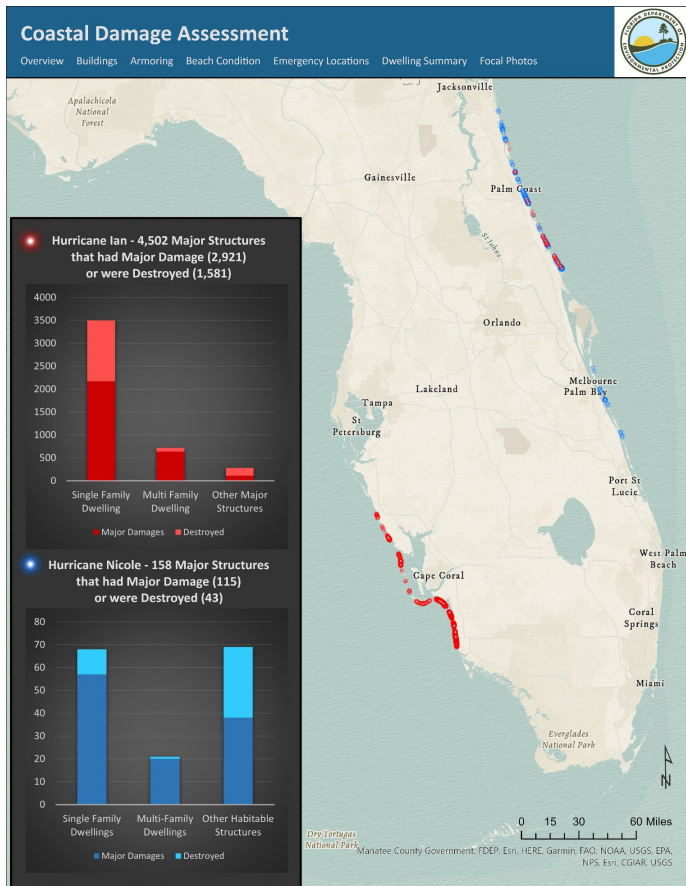 Coastal Damage Assessment
Overview Buildings Armoring Beach Condition Emergency Locations Dwelling Summary Focal Photos
FLORIDA DEPARTMENT OF
ENVIRONMENTAL PROTECTION
Jacksonville
Apalachicola
National
Forest
Gainesville
Palm Coast
St Johns
Orlando
Melbourne
Palm Bay
Lakeland
Tampa
St
Petersburg
Port St
Lucie
West Palm
Beach
Cape Coral
Coral
Springs
Miami
Everglades
National Park
Dry Tortugas
National Park
Hurricane Ian - 4,502 Major Structures
that had Major Damage (2,921)
or were Destroyed (1,581)
4000
3500
3000
2500
2000
1500
1000
500
0
Single Family
Dwelling
Multi Family
Dwelling
Other Major
Structures
Major Damages Destroyed
Hurricane Nicole - 158 Major Structures
that had Major Damage (115)
or were Destroyed (43)
80
70
60
50
40
30
20
10
0
Single Family
Dwellings
Multi-Family
Dwellings
Other Habitable
Structures
Major Damages Destroyed
N
0 15 30 60 Miles
Manatee County Government, FDEP, Esri, HERE, Garmin, FAO, NOAA, USGS, EPA,
NPS, Esri, CGIAR, USGS